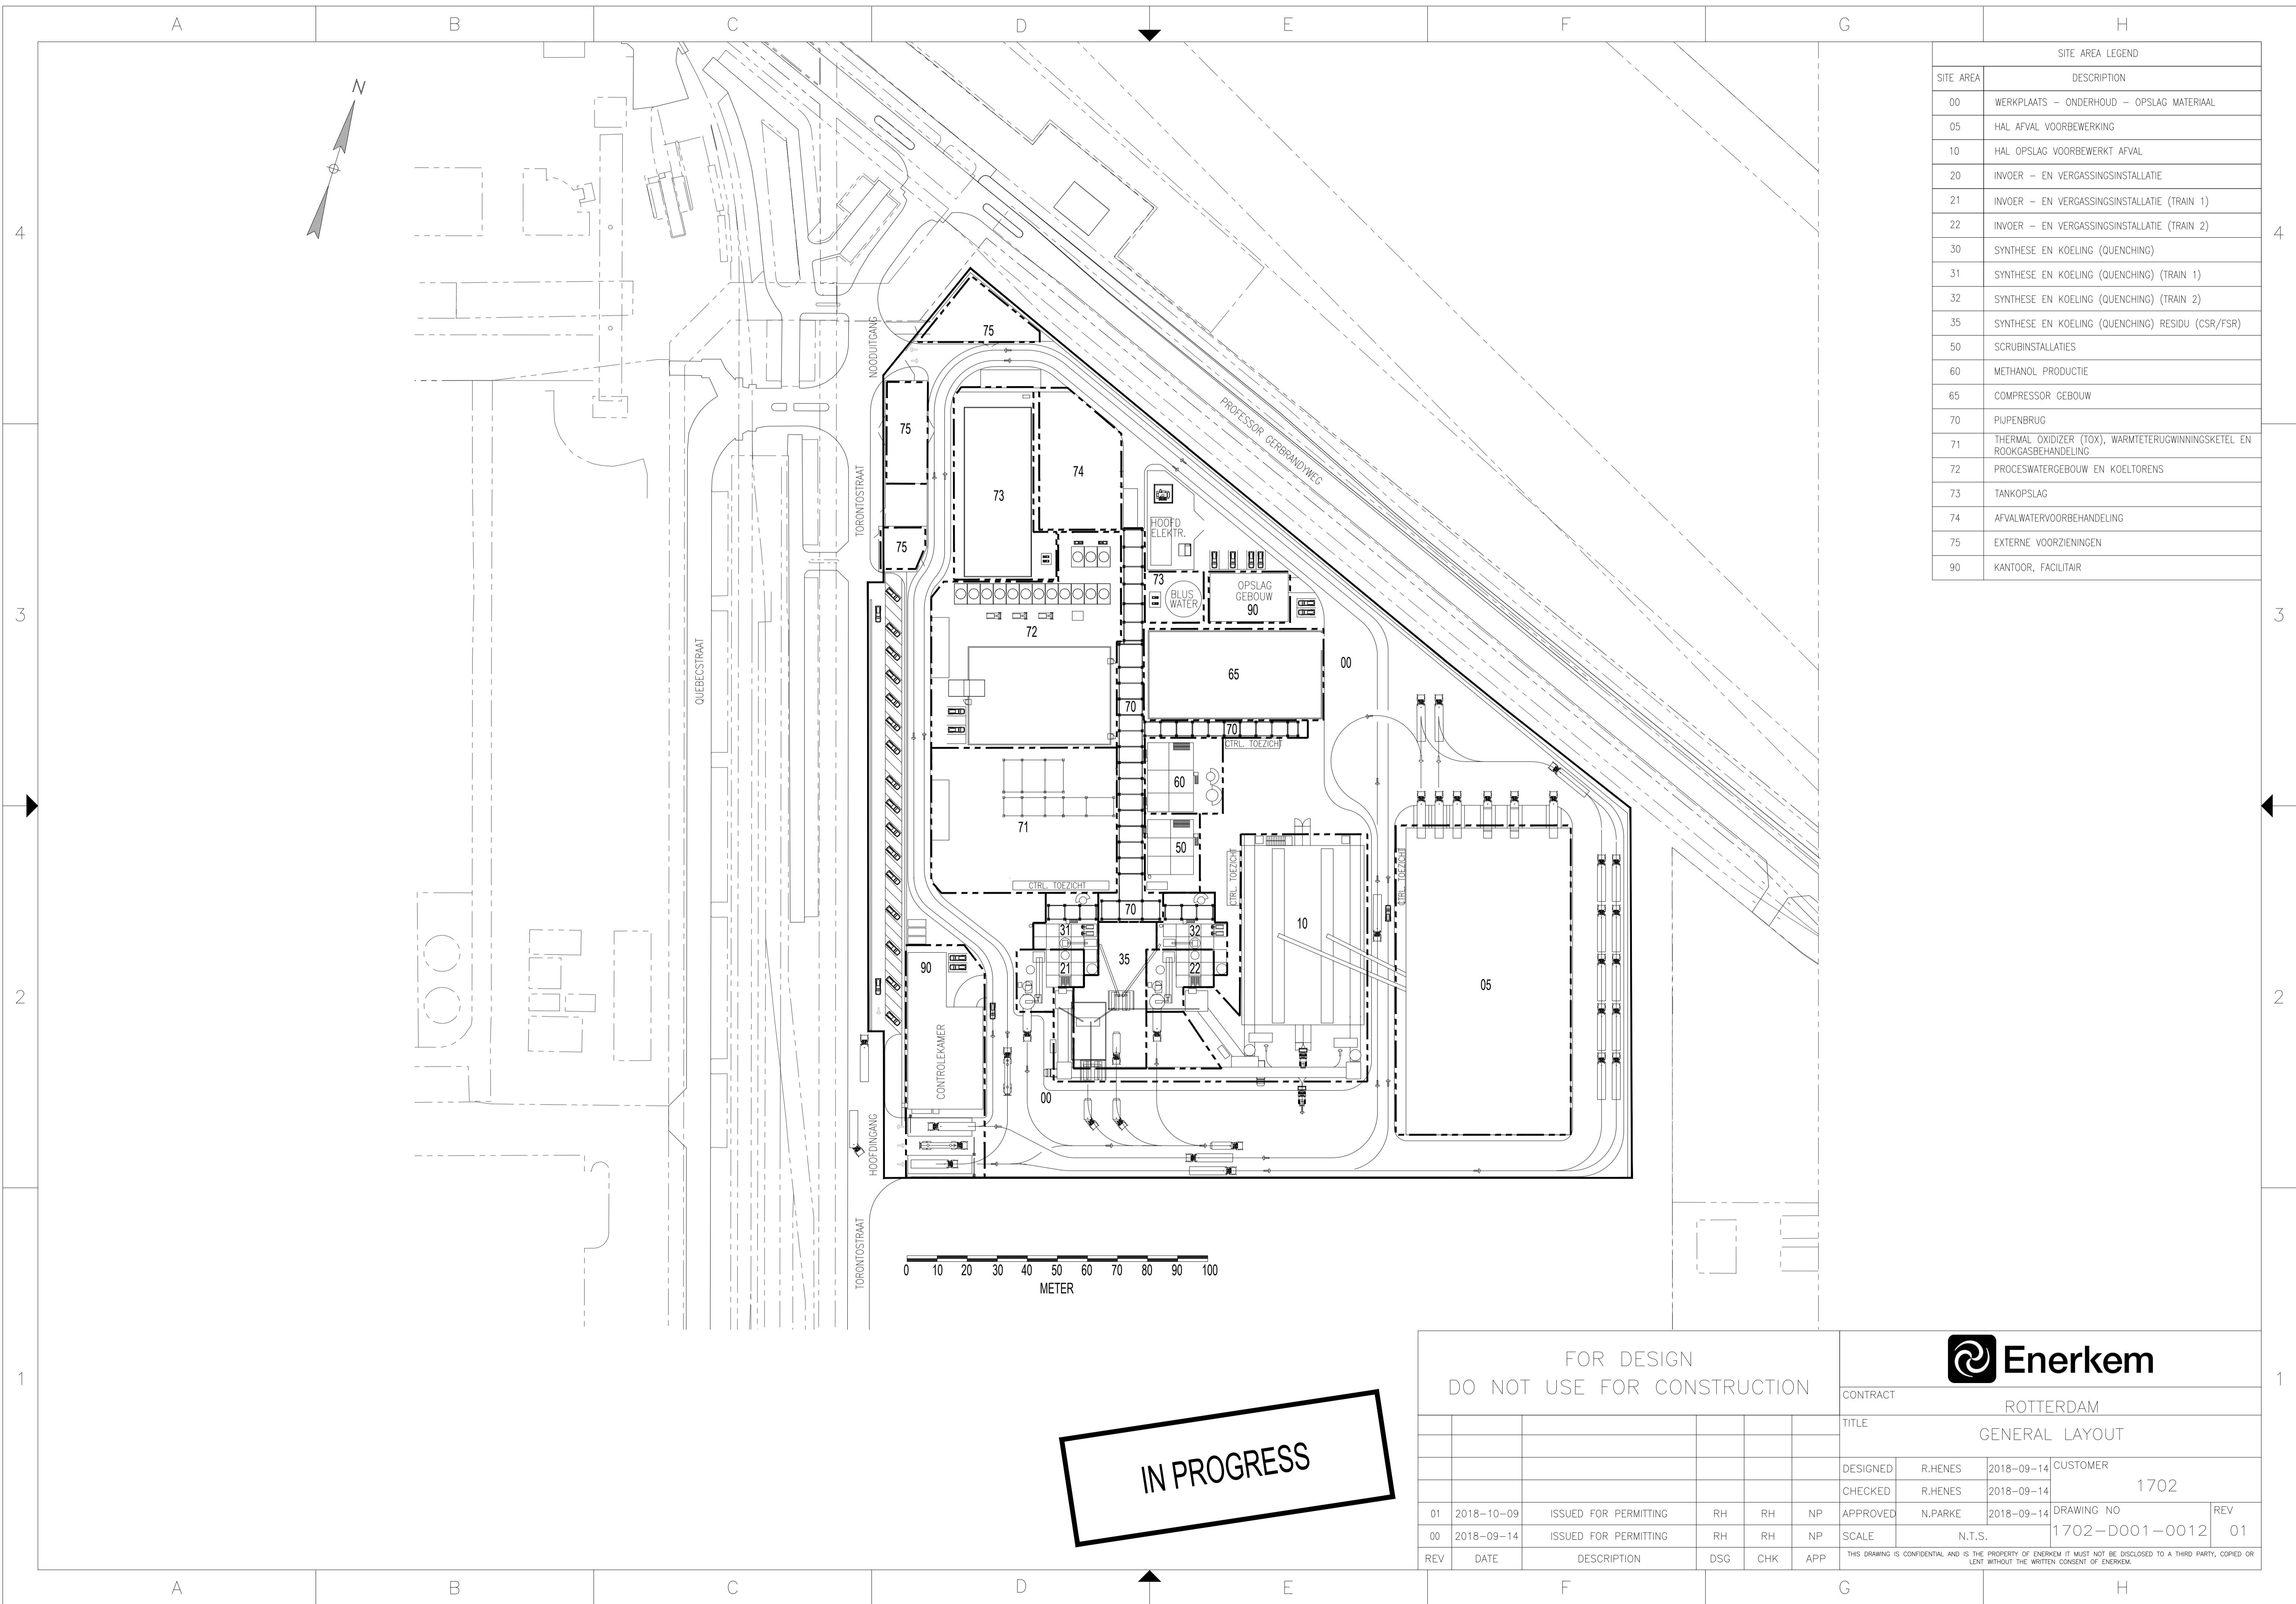 A B C D E F G H
N
SITE AREA LEGEND
SITE AREA DESCRIPTION
00 WERKPLAATS – ONDERHOUD – OPSLAG MATERIAAL
05 HAL AFVAL VOORBEWERKING
10 HAL OPSLAG VOORBEWERKT AFVAL
20 INVOER – EN VERGASSINGSINSTALLATIE
21 INVOER – EN VERGASSINGSINSTALLATIE (TRAIN 1)
22 INVOER – EN VERGASSINGSINSTALLATIE (TRAIN 2)
30 SYNTHESE EN KOELING (QUENCHING)
31 SYNTHESE EN KOELING (QUENCHING) (TRAIN 1)
32 SYNTHESE EN KOELING (QUENCHING) (TRAIN 2)
35 SYNTHESE EN KOELING (QUENCHING) RESIDU (CSR/FSR)
50 SCRUBINSTALLATIES
60 METHANOL PRODUCTIE
65 COMPRESSOR GEBOUW
70 PIJPENBRUG
71 THERMAL OXIDIZER (TOX), WARMTETERUGWINNINGSKETEL EN
ROOKGASBEHANDELING
72 PROCESWATERGEBOUW EN KOELTORENS
73 TANKOPSLAG
74 AFVALWATERVOORBEHANDELING
75 EXTERNE VOORZIENINGEN
90 KANTOOR, FACILITAIR
4 4
3 3
2 2
1 1
NOODUITGANG
75
75
75
TORONTOSTRAAT
QUEBECSTRAAT
PROFESSOR GERBRANDYWEG
73
74
HOOFD
ELEKTR.
73
BLUS
WATER
OPSLAG
GEBOUW
90
72
65
00
70
70
CTRL. TOEZICHT
60
71
50
CTRL. TOEZICHT
CTRL. TOEZICHT
CTRL. TOEZICHT
70
31
32
10
35
21
22
05
90
CONTROLEKAMER
00
HOOFDINGANG
TORONTOSTRAAT
0 10 20 30 40 50 60 70 80 90 100
METER
IN PROGRESS
FOR DESIGN
DO NOT USE FOR CONSTRUCTION
01 2018-10-09 ISSUED FOR PERMITTING RH RH NP
00 2018-09-14 ISSUED FOR PERMITTING RH RH NP
REV DATE DESCRIPTION DSG CHK APP
Enerkem
CONTRACT
ROTTERDAM
TITLE
GENERAL LAYOUT
DESIGNED R.HENES 2018-09-14
CHECKED R.HENES 2018-09-14
APPROVED N.PARKE 2018-09-14
SCALE N.T.S.
CUSTOMER
1702
DRAWING NO REV
1702-D001-0012 01
THIS DRAWING IS CONFIDENTIAL AND IS THE PROPERTY OF ENERKEM IT MUST NOT BE DISCLOSED TO A THIRD PARTY, COPIED OR
LENT WITHOUT THE WRITTEN CONSENT OF ENERKEM.
A B C D E F G H